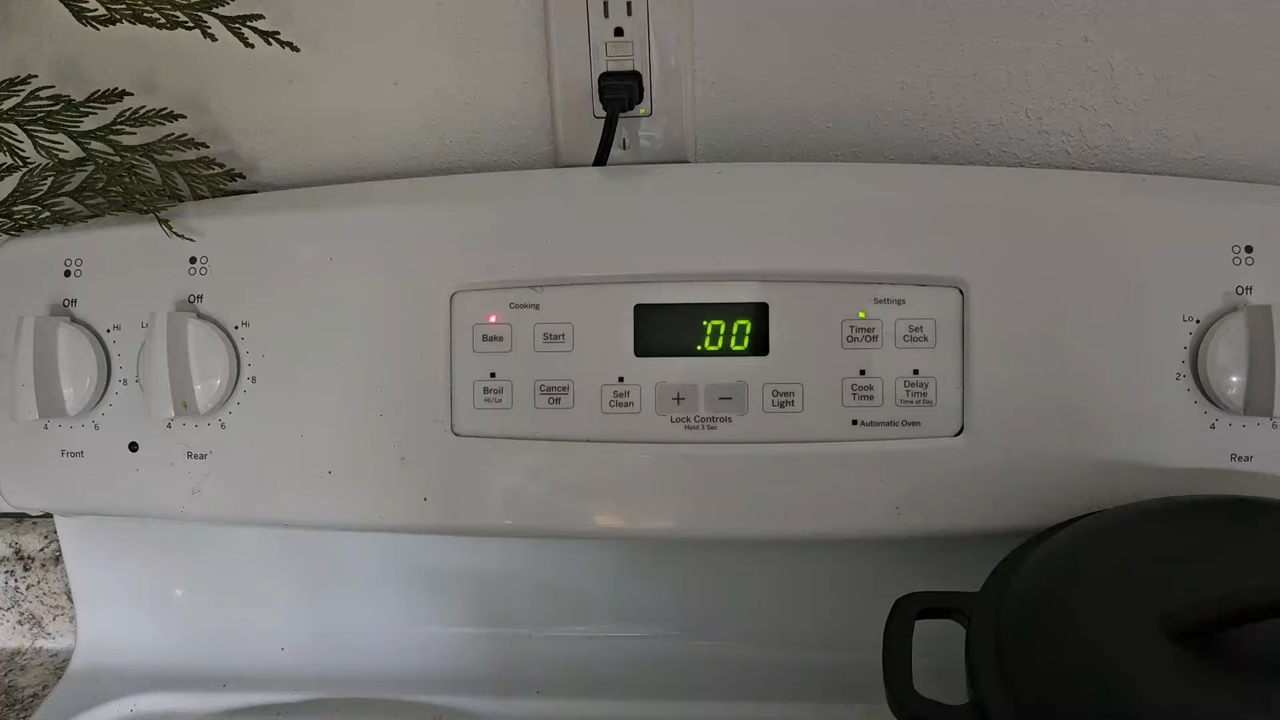 Off
Hi
8
6
4
Front
Off
Lo
Hi
8
6
4
Rear
Cooking
Bake
Start
Broil
Hi/Lo
Cancel
Off
Self
Clean
:00
+
−
Lock Controls
Hold 3 Sec
Oven
Light
Settings
Timer
On/Off
Set
Clock
Cook
Time
Delay
Time
Time of Day
Automatic Oven
Off
Lo
2
4
6
Rear